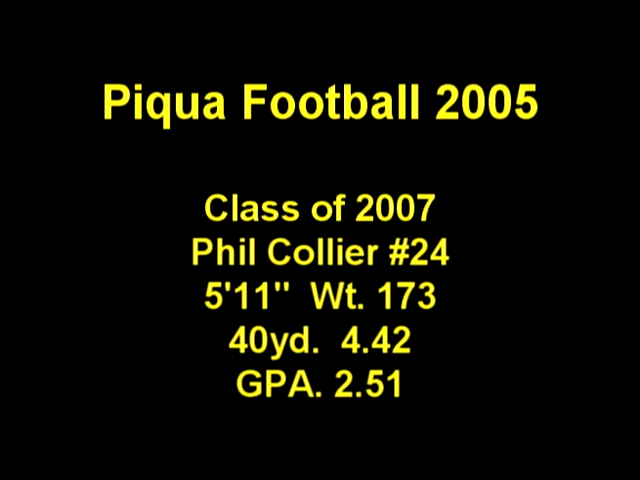 Piqua Football 2005
Class of 2007
Phil Collier #24
5'11"  Wt. 173
40yd.  4.42
GPA. 2.51